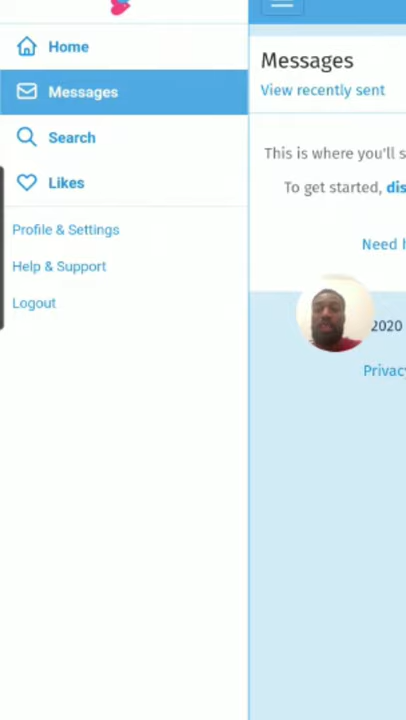 Home
Messages
Search
Likes
Profile & Settings
Help & Support
Logout
Messages
View recently sent
This is where you'll s
To get started, dis
Need h
2020
Privacy